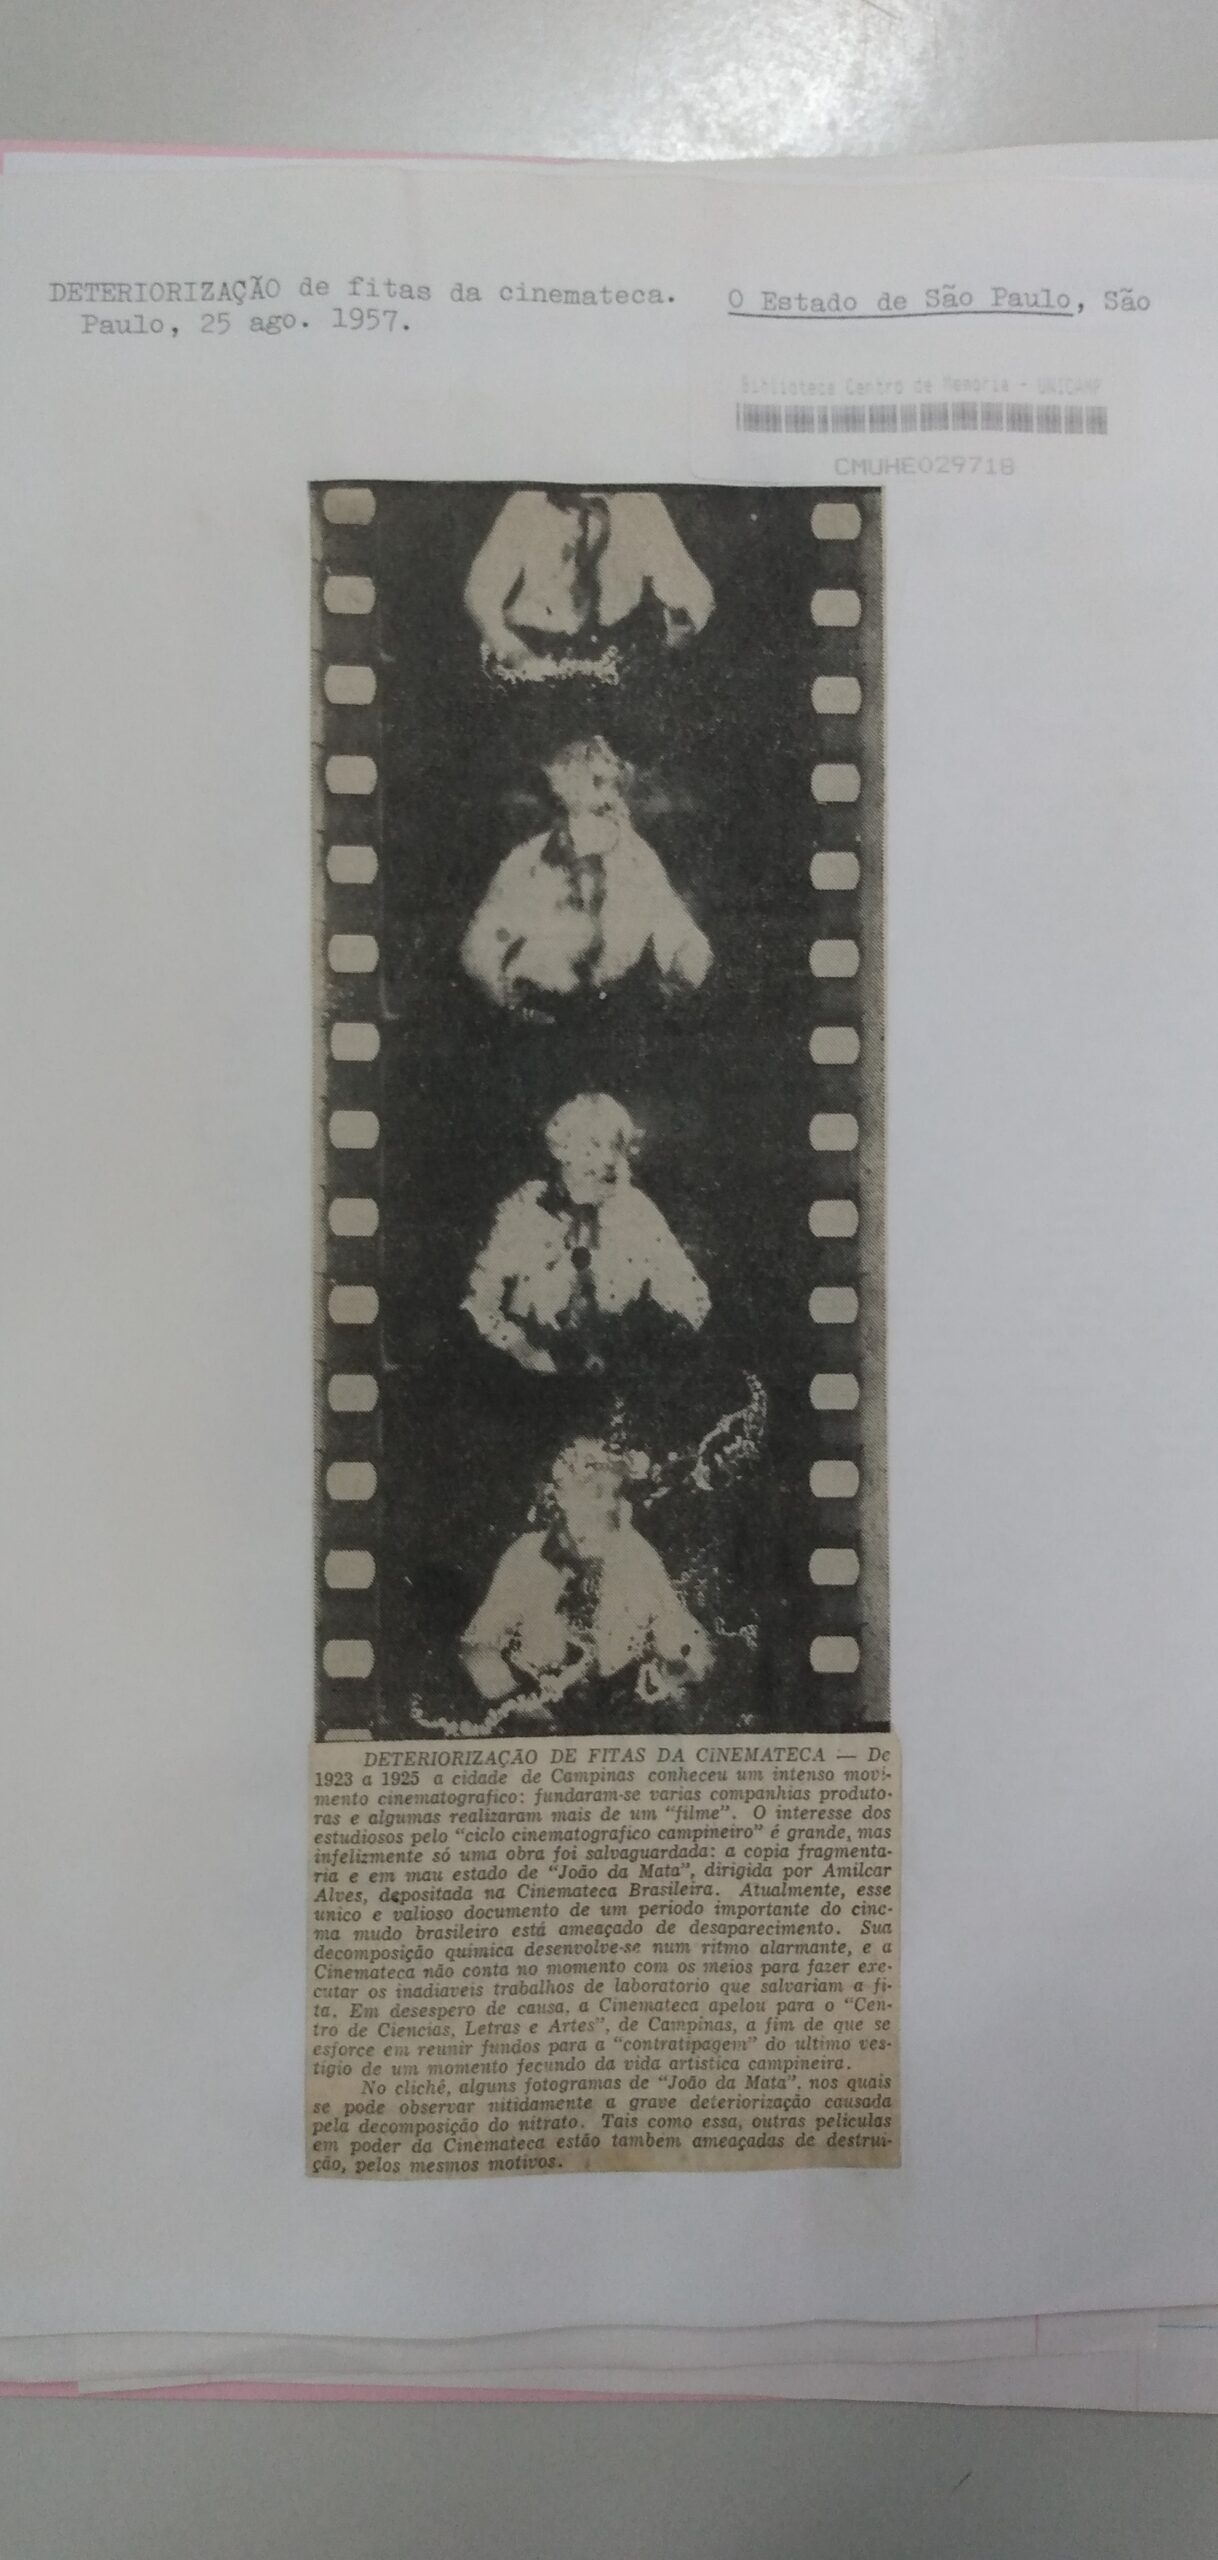 DETERIORIZAÇÃO de fitas da cinemateca. O Estado de São Paulo, São
Paulo, 25 ago. 1957.
Biblioteca Centro de Memória - UNICAMP
CMUHE029718
DETERIORIZAÇÃO DE FITAS DA CINEMATECA — De
1923 a 1925 a cidade de Campinas conheceu um intenso movi-
mento cinematografico: fundaram-se varias companhias produto-
ras e algumas realizaram mais de um "filme". O interesse dos
estudiosos pelo "ciclo cinematografico campineiro" é grande, mas
infelizmente só uma obra foi salvaguardada: a copia fragmenta-
ria e em mau estado de "João da Mata", dirigida por Amilcar
Alves, depositada na Cinemateca Brasileira. Atualmente, esse
unico e valioso documento de um periodo importante do cine-
ma mudo brasileiro está ameaçado de desaparecimento. Sua
decomposição quimica desenvolve-se num ritmo alarmante, e a
Cinemateca não conta no momento com os meios para fazer exe-
cutar os inadiaveis trabalhos de laboratorio que salvariam a fi-
ta. Em desespero de causa, a Cinemateca apelou para o "Cen-
tro de Ciencias, Letras e Artes", de Campinas, a fim de que se
esforce em reunir fundos para a "contratipagem" do ultimo ves-
tigio de um momento fecundo da vida artistica campineira.
No clichê, alguns fotogramas de "João da Mata", nos quais
se pode observar nitidamente a grave deteriorização causada
pela decomposição do nitrato. Tais como essa, outras peliculas
em poder da Cinemateca estão tambem ameaçadas de destrui-
ção, pelos mesmos motivos.